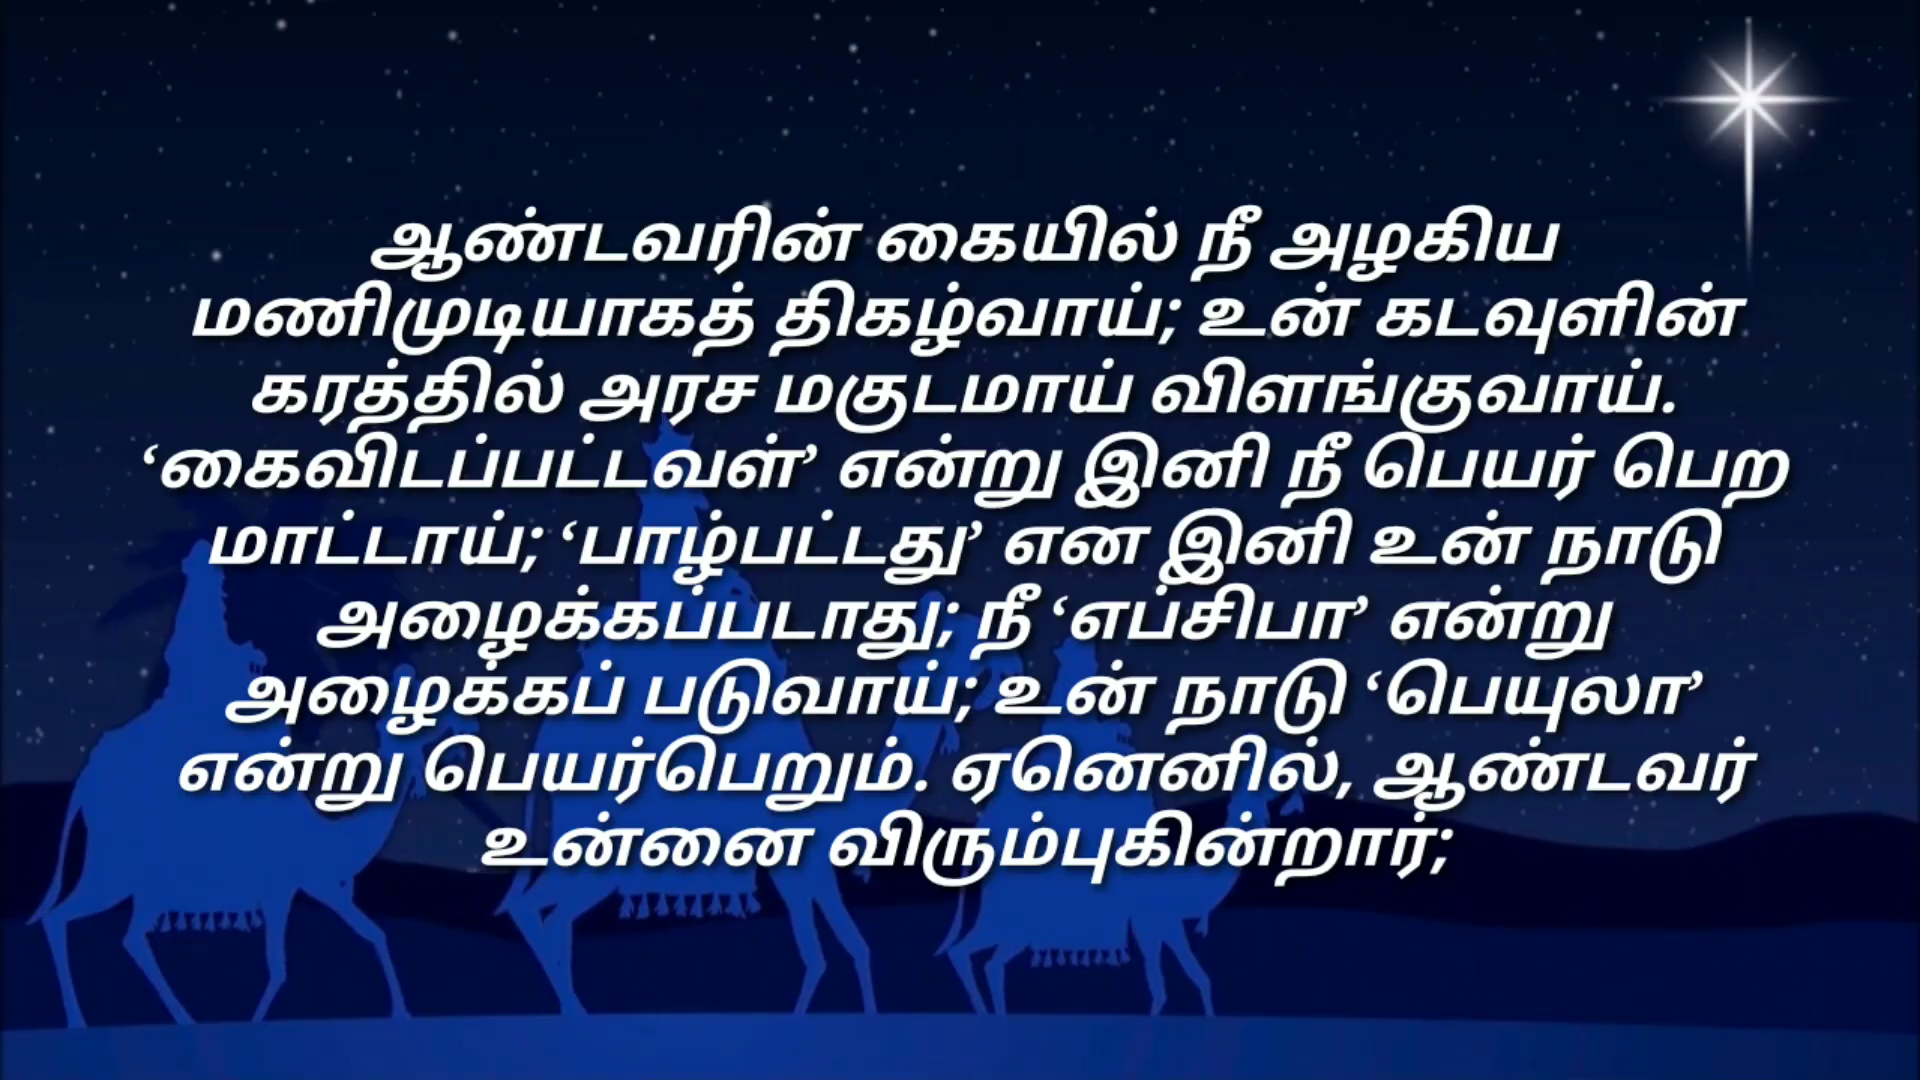 ஆண்டவரின் கையில் நீ அழகிய
மணிமுடியாகத் திகழ்வாய்; உன் கடவுளின்
கரத்தில் அரச மகுடமாய் விளங்குவாய்.
‘கைவிடப்பட்டவள்’ என்று இனி நீ பெயர் பெற
மாட்டாய்; ‘பாழ்பட்டது’ என இனி உன் நாடு
அழைக்கப்படாது; நீ ‘எப்சிபா’ என்று
அழைக்கப் படுவாய்; உன் நாடு ‘பெயுலா’
என்று பெயர்பெறும். ஏனெனில், ஆண்டவர்
உன்னை விரும்புகின்றார்;